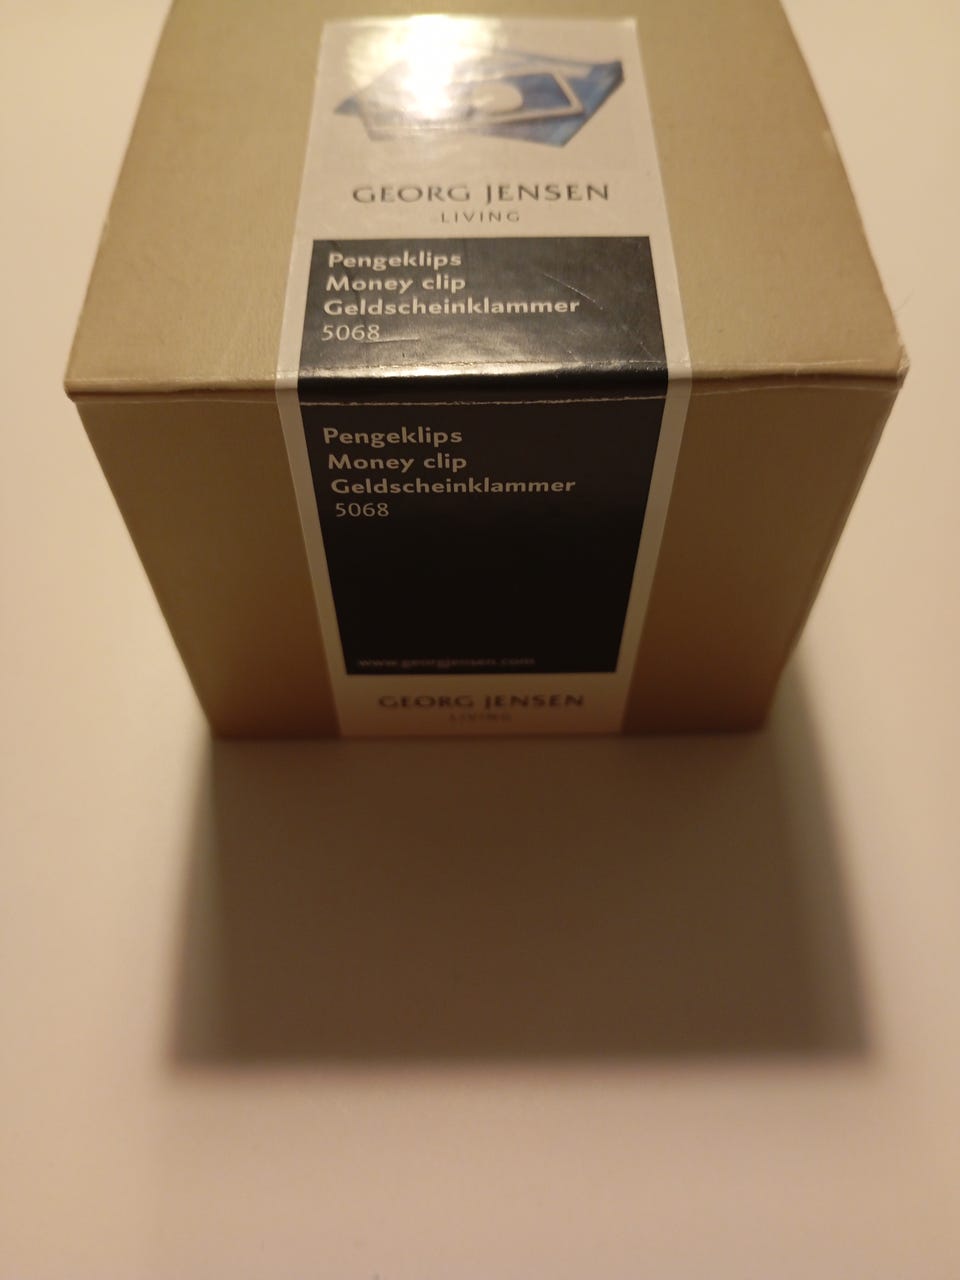 GEORG JENSEN
LIVING
Pengeklips
Money clip
Geldscheinklammer
5068
Pengeklips
Money clip
Geldscheinklammer
5068
www.georgjensen.com
GEORG JENSEN
LIVING